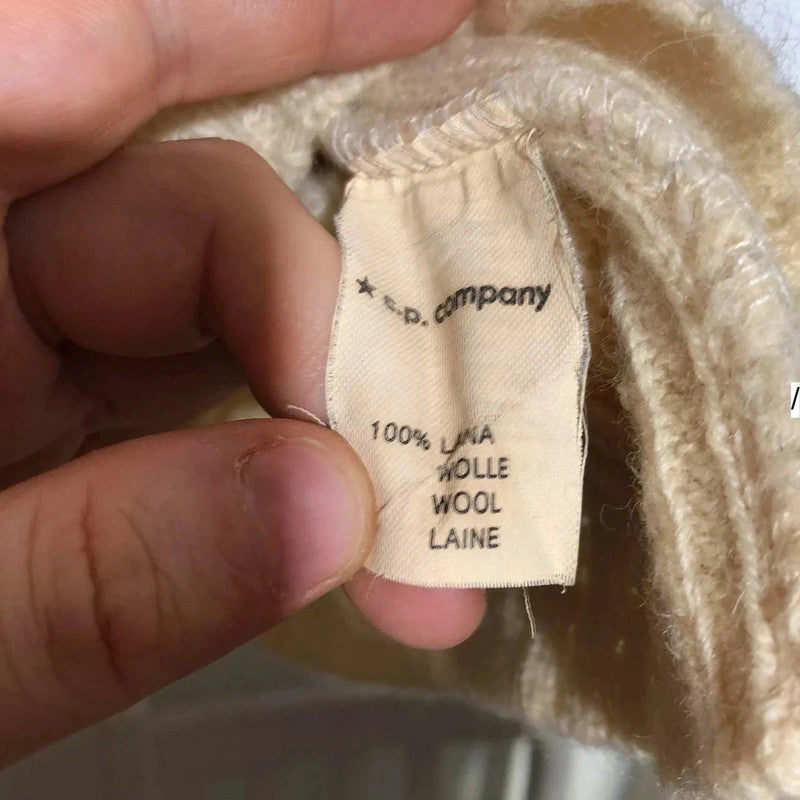 ★ c.p. company
100% LANA
WOLLE
WOOL
LAINE
/